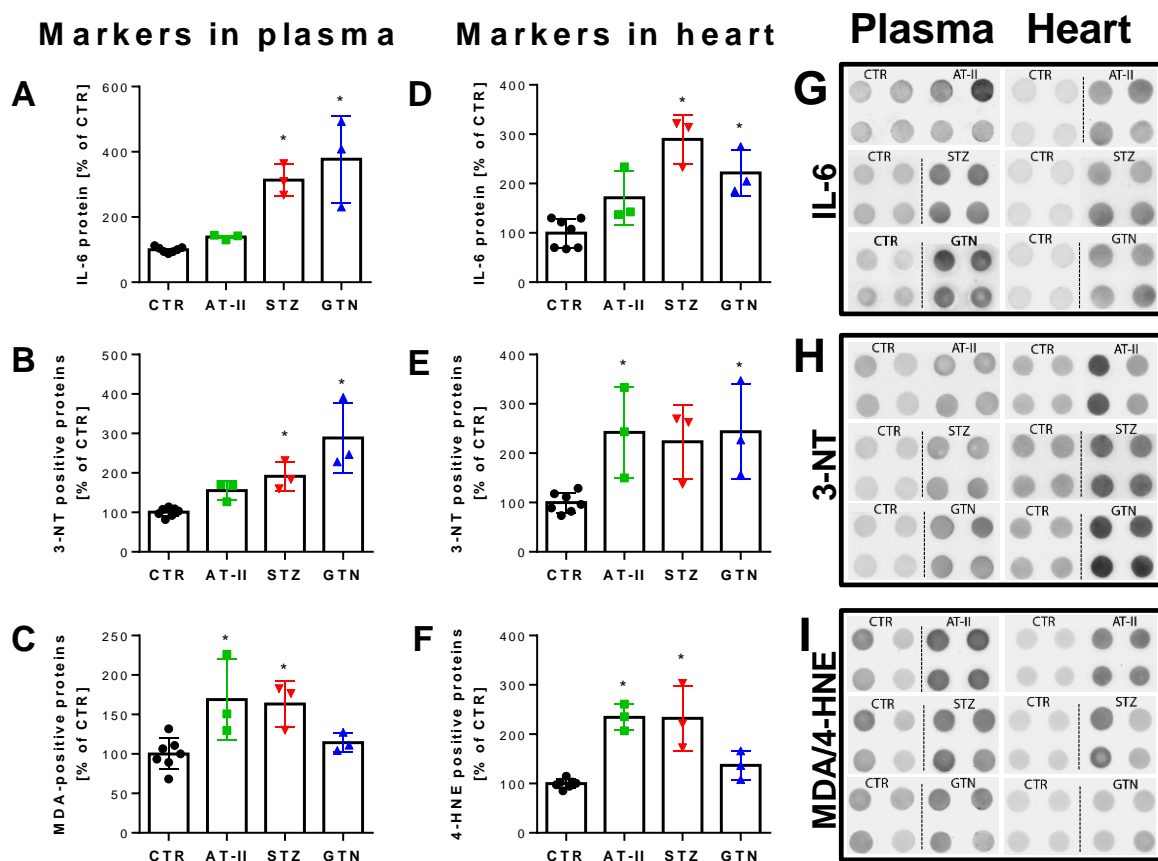 Markers in plasma
Markers in heart
Plasma Heart
A
IL-6 protein [% of CTR]
600
400
200
100
0
*
*
CTR AT-II STZ GTN
D
IL-6 protein [% of CTR]
400
300
200
100
0
*
*
CTR AT-II STZ GTN
G
IL-6
CTR AT-II CTR AT-II
CTR STZ CTR STZ
CTR GTN CTR GTN
B
3-NT positive proteins
[% of CTR]
500
400
300
200
100
0
*
*
CTR AT-II STZ GTN
E
3-NT positive proteins
[% of CTR]
400
300
200
100
0
*
*
CTR AT-II STZ GTN
H
3-NT
CTR AT-II CTR AT-II
CTR STZ CTR STZ
CTR GTN CTR GTN
C
MDA-positive proteins
[% of CTR]
250
200
150
100
50
0
*
*
CTR AT-II STZ GTN
F
4-HNE positive proteins
[% of CTR]
400
300
200
100
0
*
*
CTR AT-II STZ GTN
I
MDA/4-HNE
CTR AT-II CTR AT-II
CTR STZ CTR STZ
CTR GTN CTR GTN